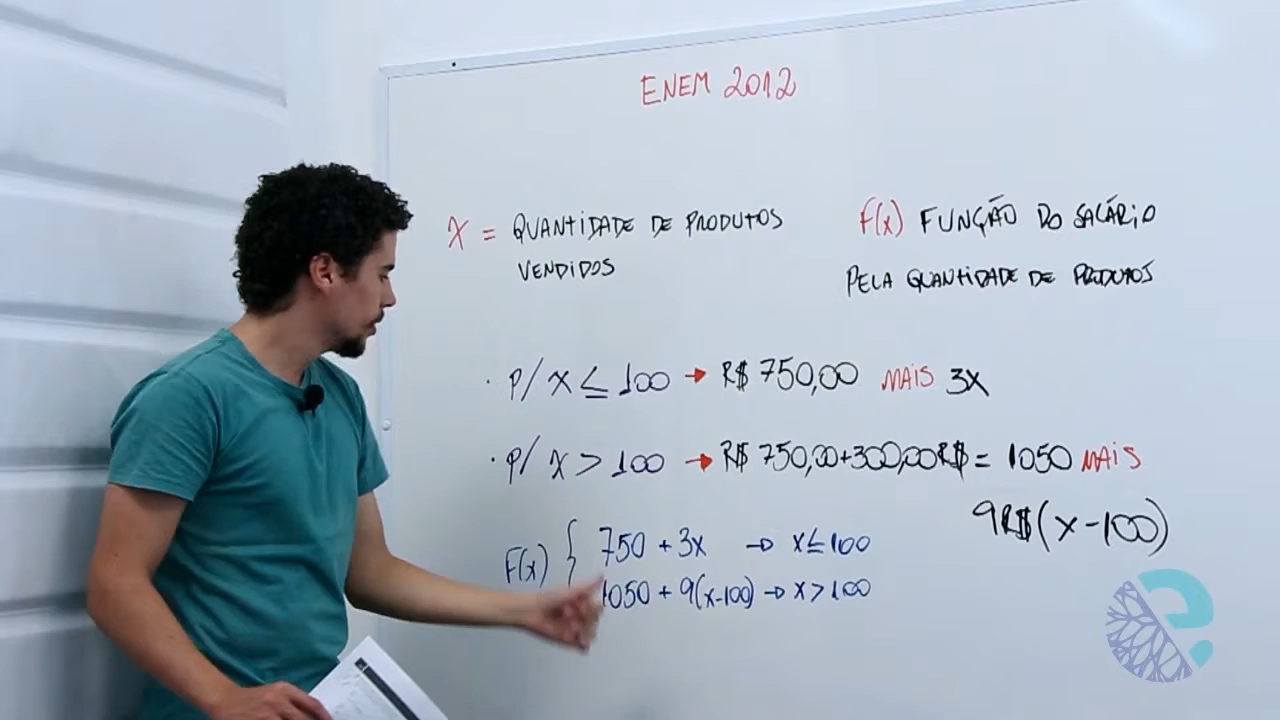 ENEM 2012
X = QUANTIDADE DE PRODUTOS
VENDIDOS
f(x) FUNÇÃO DO SALÁRIO
PELA QUANTIDADE DE PRODUTOS
· P/ X ≤ 100 → R$ 750,00 MAIS 3X
· P/ X > 100 → R$ 750,00+300,00R$ = 1050 MAIS
9R$(x-100)
F(x) { 750 + 3x → x≤100
1050 + 9(x-100) → x>100